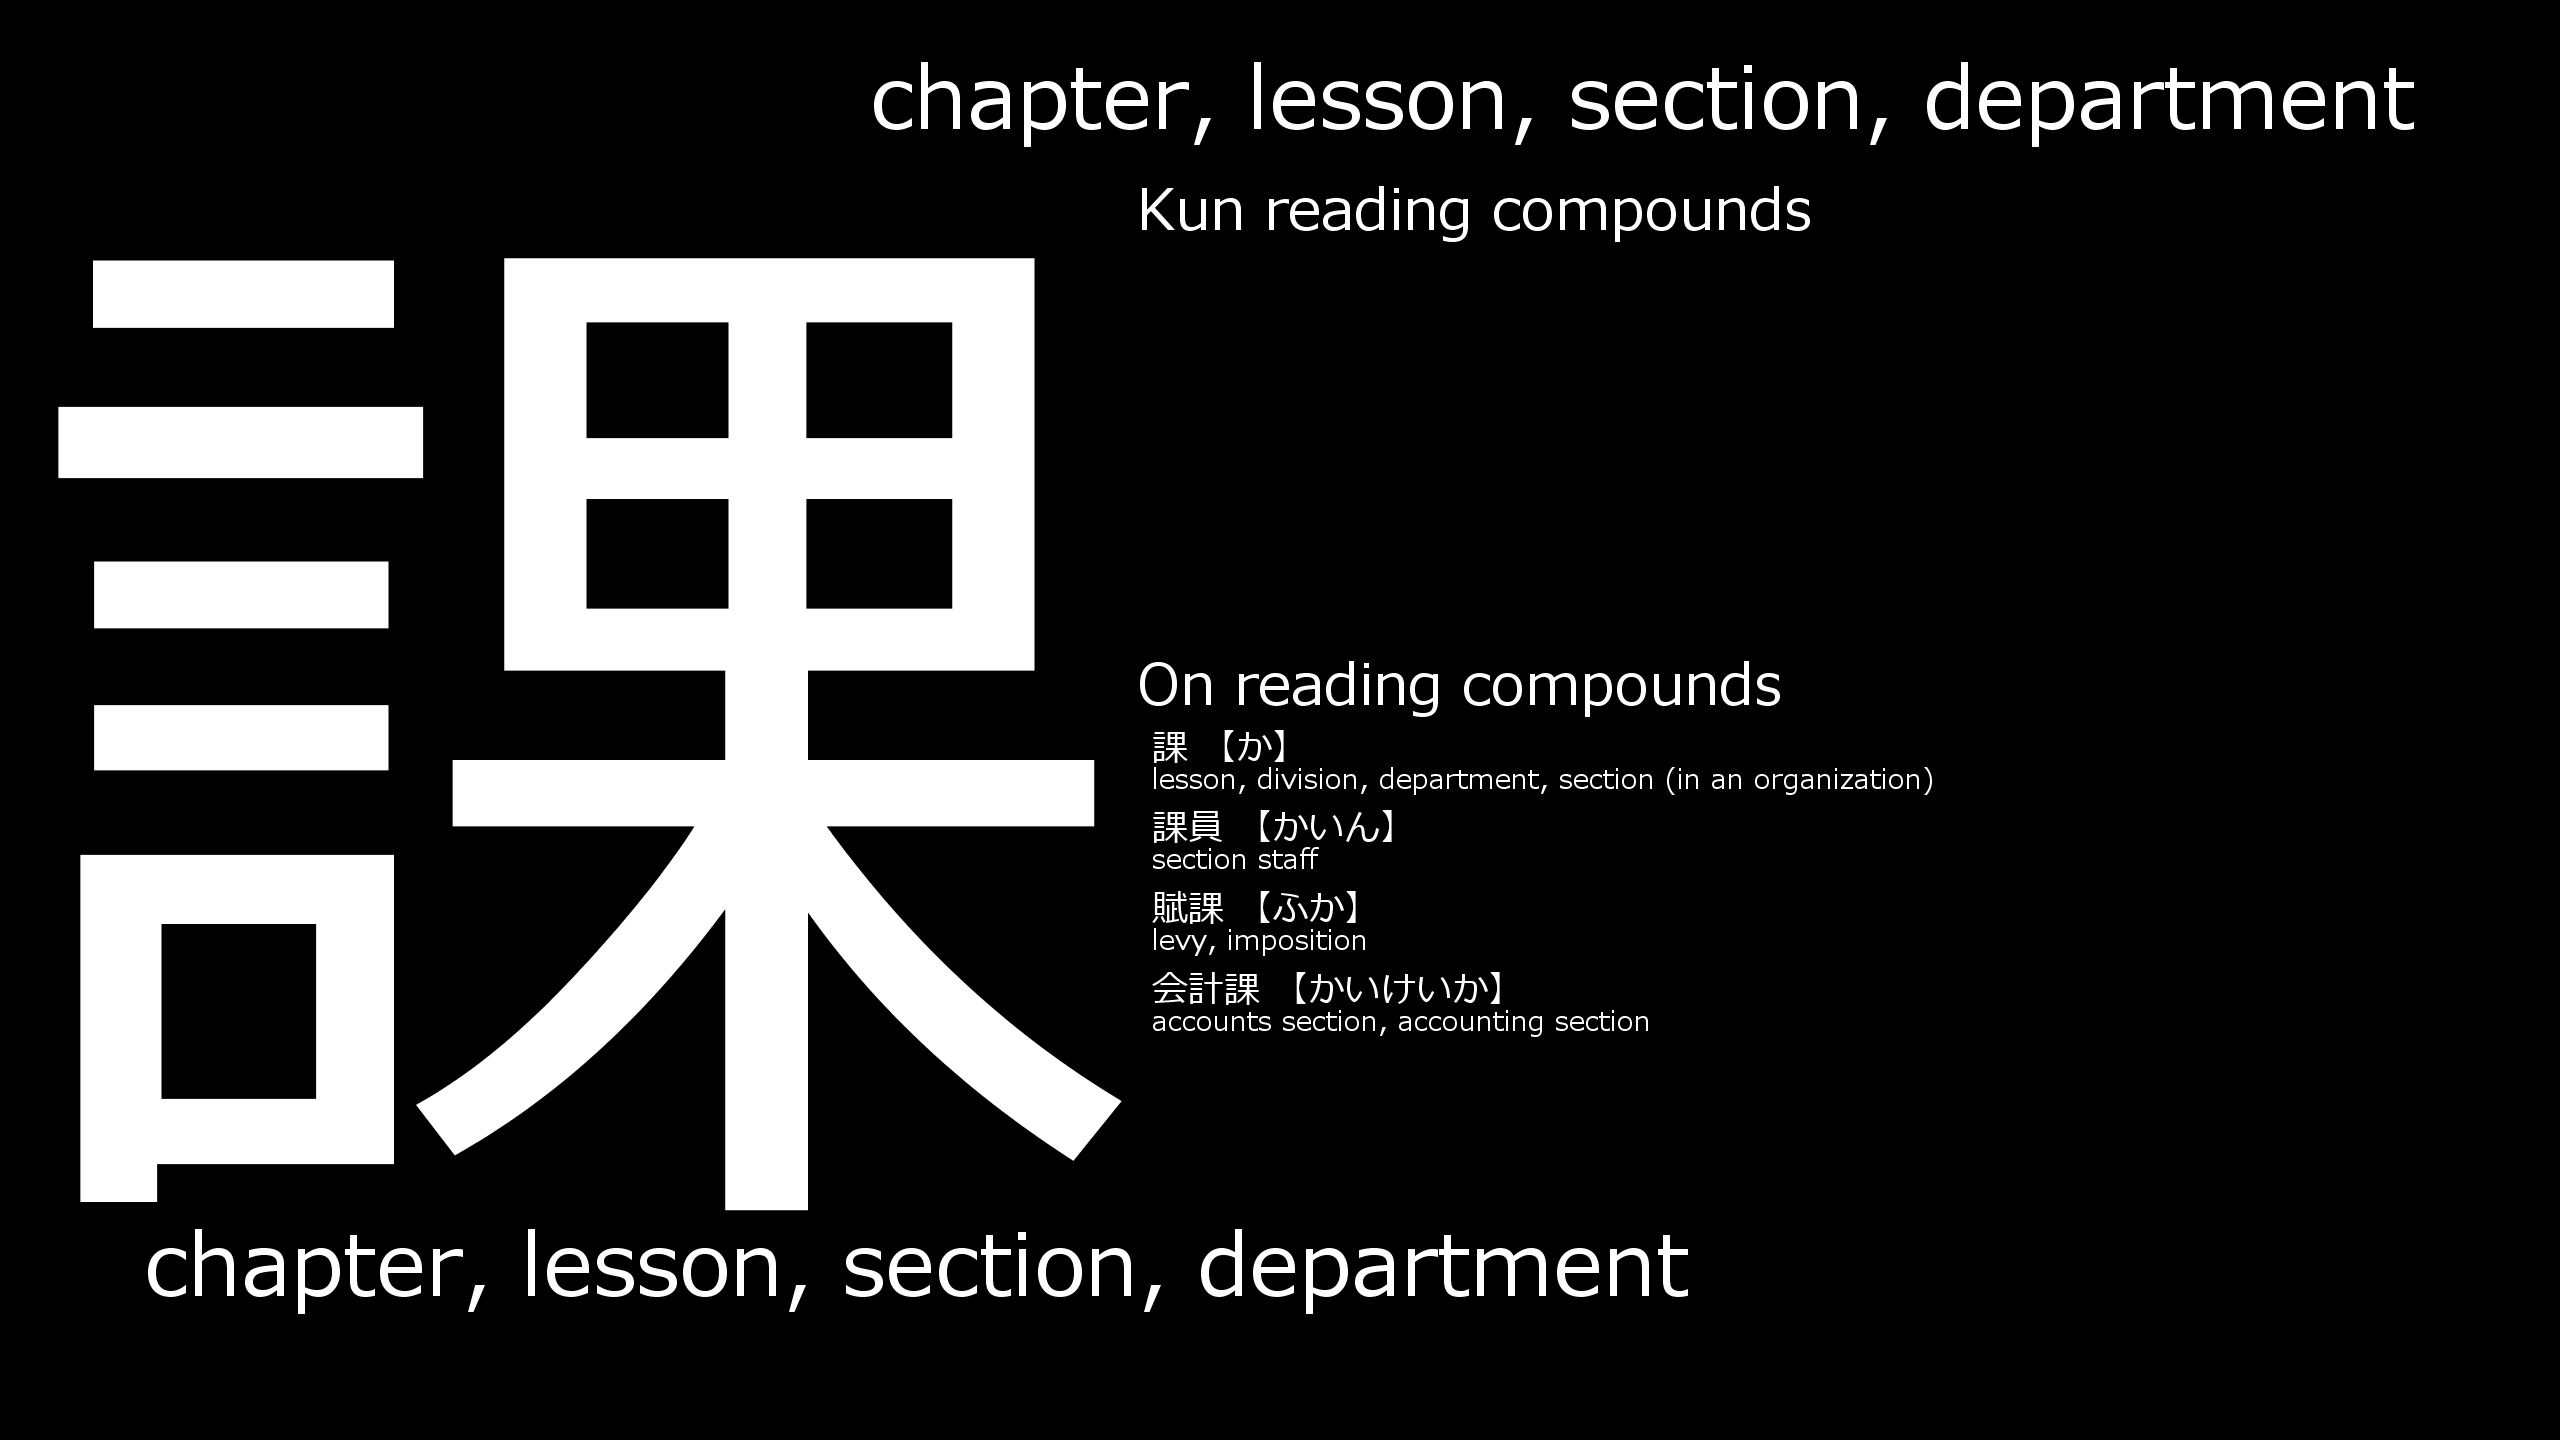 chapter, lesson, section, department
Kun reading compounds
課
On reading compounds
課 【か】
lesson, division, department, section (in an organization)
課員 【かいん】
section staff
賦課 【ふか】
levy, imposition
会計課 【かいけいか】
accounts section, accounting section
chapter, lesson, section, department